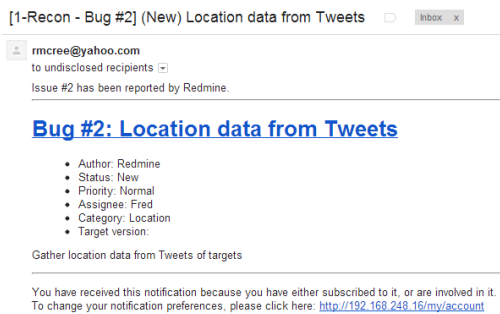 [1-Recon - Bug #2] (New) Location data from Tweets
Inbox x
rmcree@yahoo.com
to undisclosed recipients
Issue #2 has been reported by Redmine.
Bug #2: Location data from Tweets
• Author: Redmine
• Status: New
• Priority: Normal
• Assignee: Fred
• Category: Location
• Target version:
Gather location data from Tweets of targets
You have received this notification because you have either subscribed to it, or are involved in it.
To change your notification preferences, please click here: http://192.168.248.16/my/account